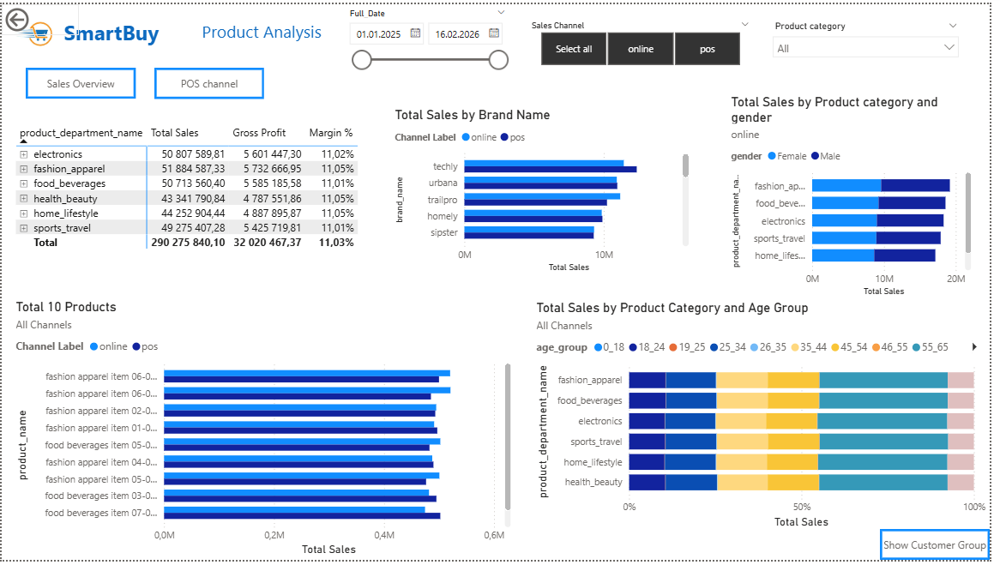 SmartBuy
Product Analysis
Full_Date
01.01.2025 16.02.2026
Sales Channel
Select all online pos
Product category
All
Sales Overview POS channel
product_department_name Total Sales Gross Profit Margin %
electronics 50 807 589,81 5 601 447,30 11,02%
fashion_apparel 51 884 587,33 5 732 666,95 11,05%
food_beverages 50 713 560,40 5 585 185,58 11,01%
health_beauty 43 341 790,84 4 787 551,86 11,05%
home_lifestyle 44 252 904,44 4 887 895,87 11,05%
sports_travel 49 275 407,28 5 425 719,81 11,01%
Total 290 275 840,10 32 020 467,37 11,03%
Total Sales by Brand Name
Channel Label online pos
brand_name
techly
urbana
trailpro
homely
sipster
0M 10M
Total Sales
Total Sales by Product category and
gender
online
gender Female Male
product_department_na...
fashion_ap...
food_beve...
electronics
sports_travel
home_lifes...
0M 10M 20M
Total Sales
Total 10 Products
All Channels
Channel Label online pos
product_name
fashion apparel item 06-0...
fashion apparel item 06-0...
fashion apparel item 02-0...
fashion apparel item 01-0...
food beverages item 05-0...
fashion apparel item 04-0...
fashion apparel item 05-0...
food beverages item 03-0...
food beverages item 07-0...
0,0M 0,2M 0,4M 0,6M
Total Sales
Total Sales by Product Category and Age Group
All Channels
age_group 0_18 18_24 19_25 25_34 26_35 35_44 45_54 46_55 55_65
product_department_name
fashion_apparel
food_beverages
electronics
sports_travel
home_lifestyle
health_beauty
0% 50% 100%
Total Sales
Show Customer Group